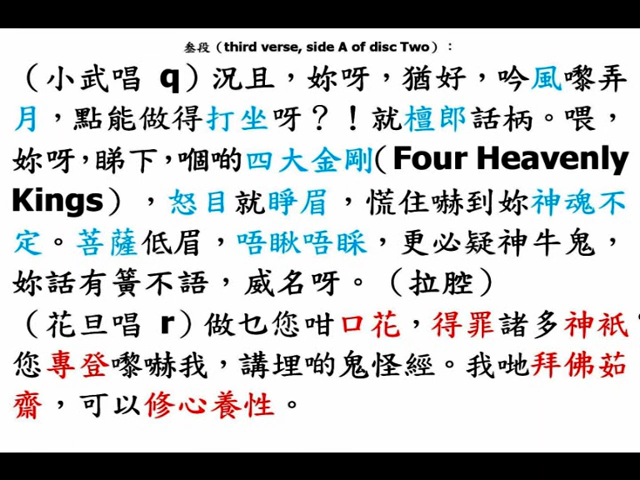 叁段（third verse, side A of disc Two）：
（小武唱 q）況且，妳呀，猶好，吟風嚟弄
月，點能做得打坐呀？！就檀郎話柄。喂，
妳呀，睇下，嗰啲四大金剛（Four Heavenly
Kings），怒目就睜眉，慌住嚇到妳神魂不
定。菩薩低眉，唔瞅唔睬，更必疑神牛鬼，
妳話有簧不語，威名呀。（拉腔）
（花旦唱 r）做乜您咁口花，得罪諸多神祇？
您專登嚟嚇我，講埋啲鬼怪經。我哋拜佛茹
齋，可以修心養性。